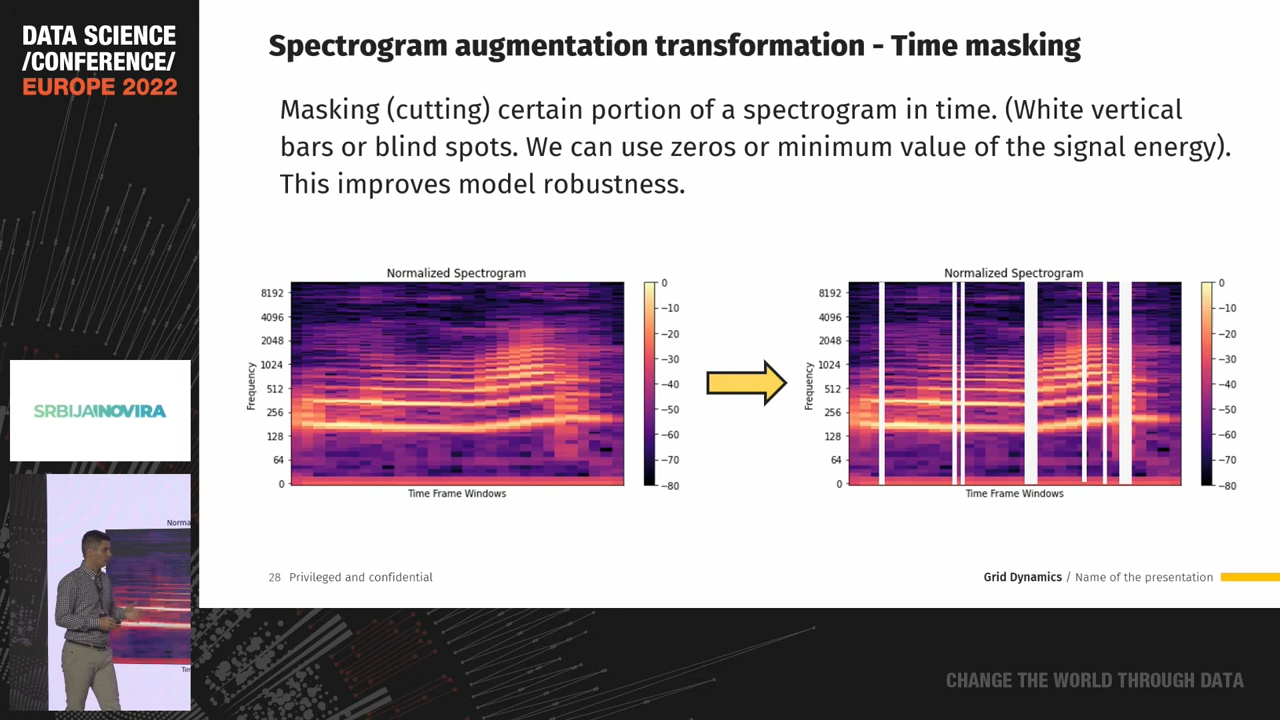 DATA SCIENCE
/CONFERENCE/
EUROPE 2022
Spectrogram augmentation transformation - Time masking
Masking (cutting) certain portion of a spectrogram in time. (White vertical
bars or blind spots. We can use zeros or minimum value of the signal energy).
This improves model robustness.
Normalized Spectrogram
8192
4096
2048
1024
512
256
128
64
0
Frequency
Time Frame Windows
0
−10
−20
−30
−40
−50
−60
−70
−80
Normalized Spectrogram
8192
4096
2048
1024
512
256
128
64
0
Frequency
Time Frame Windows
0
−10
−20
−30
−40
−50
−60
−70
−80
SRBIJAINOVIRA
Norma
Tim
28 Privileged and confidential
Grid Dynamics / Name of the presentation
CHANGE THE WORLD THROUGH DATA